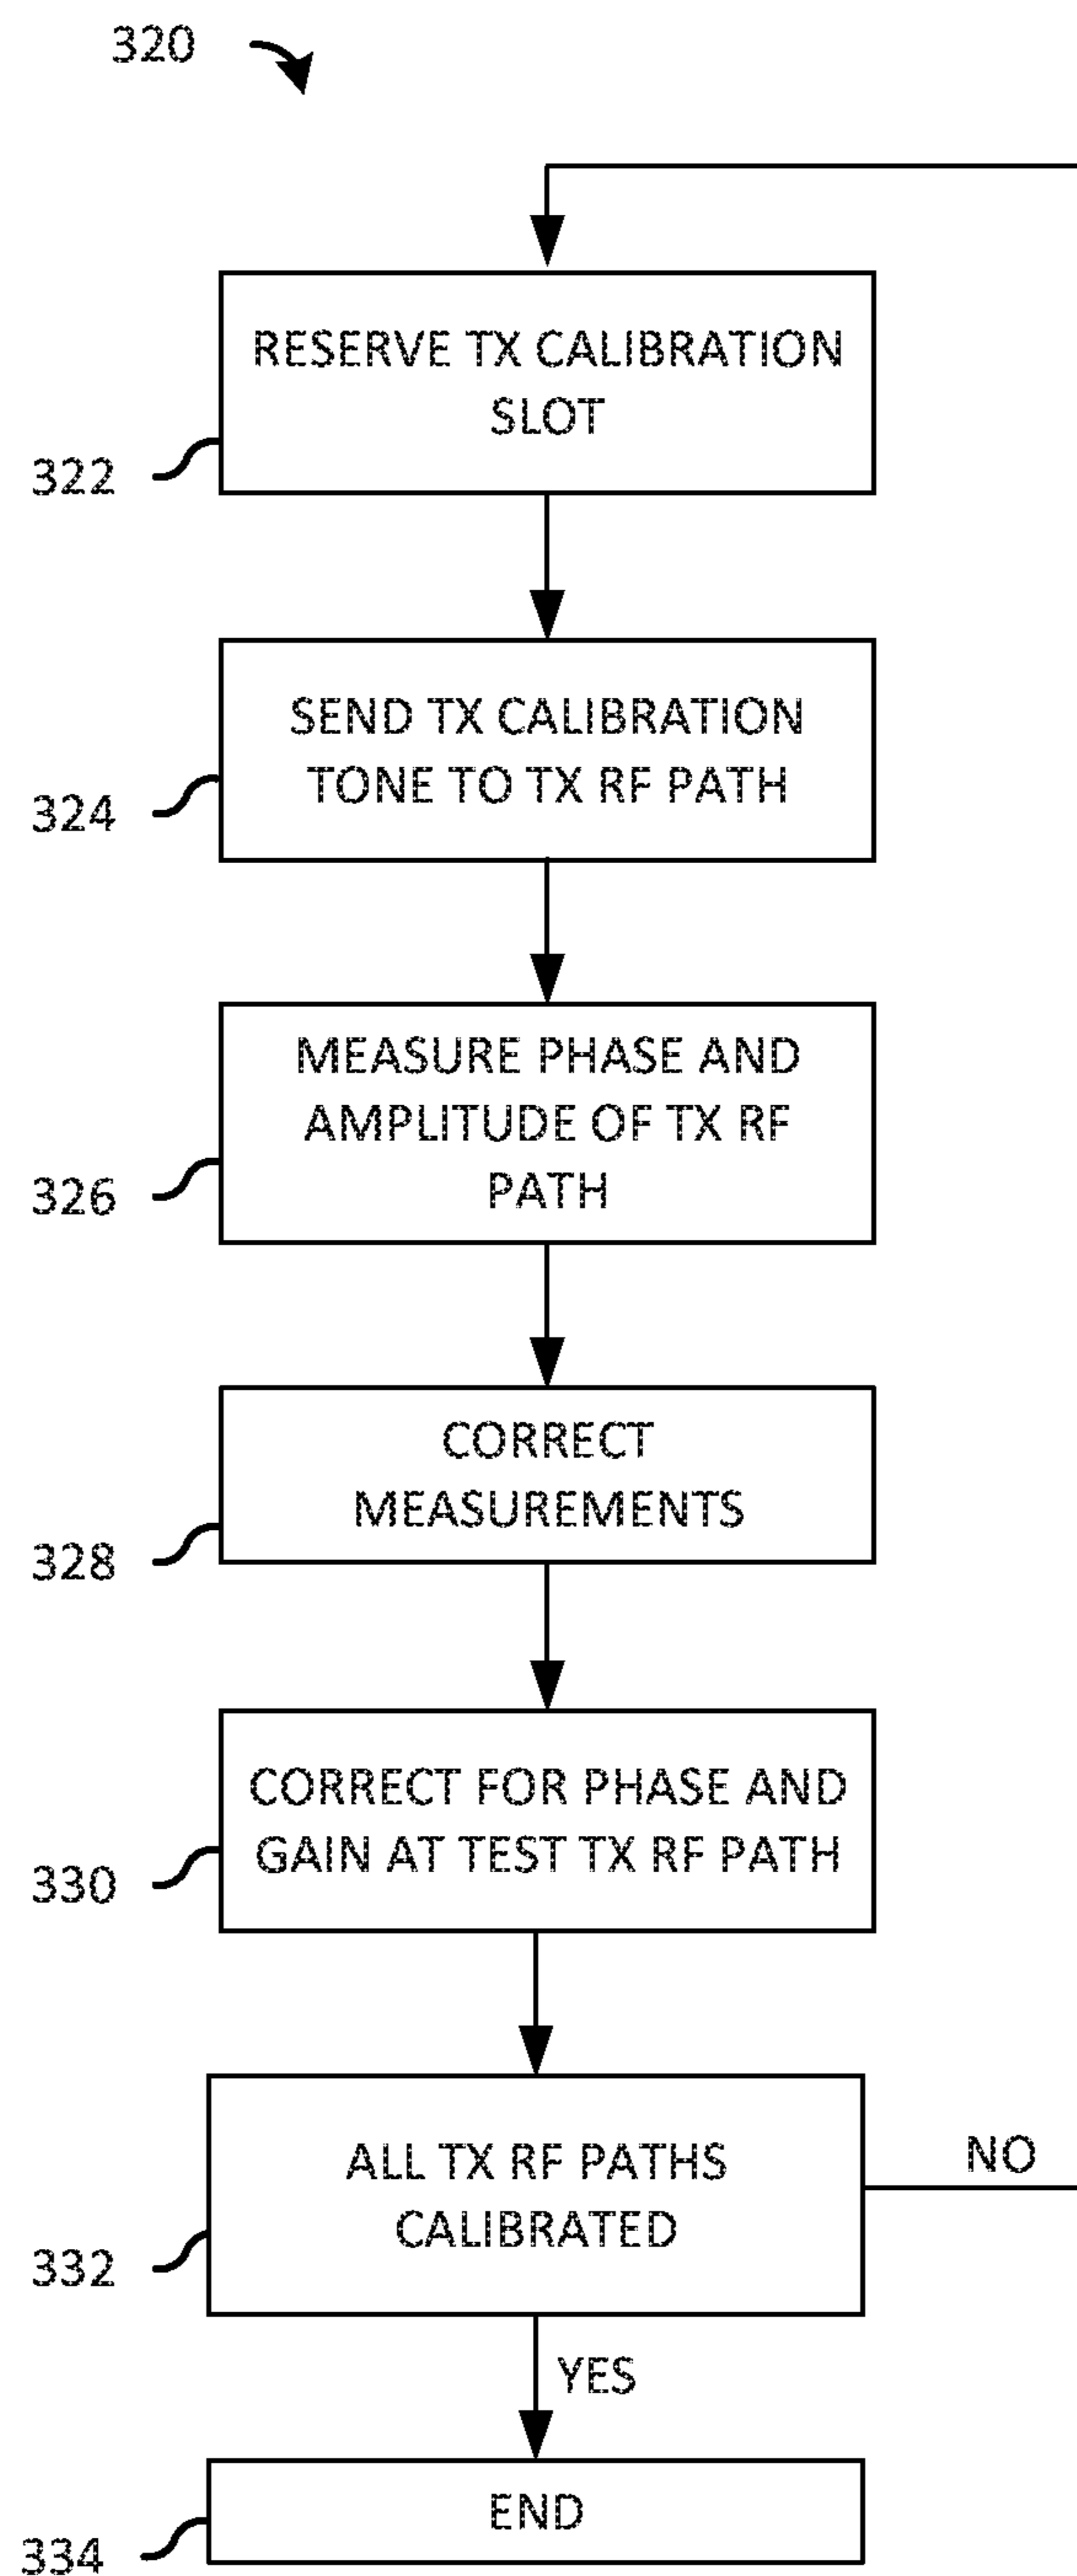 320
RESERVE TX CALIBRATION
SLOT
322
SEND TX CALIBRATION
TONE TO TX RF PATH
324
MEASURE PHASE AND
AMPLITUDE OF TX RF
PATH
326
CORRECT
MEASUREMENTS
328
CORRECT FOR PHASE AND
GAIN AT TEST TX RF PATH
330
ALL TX RF PATHS
CALIBRATED
NO
332
YES
END
334